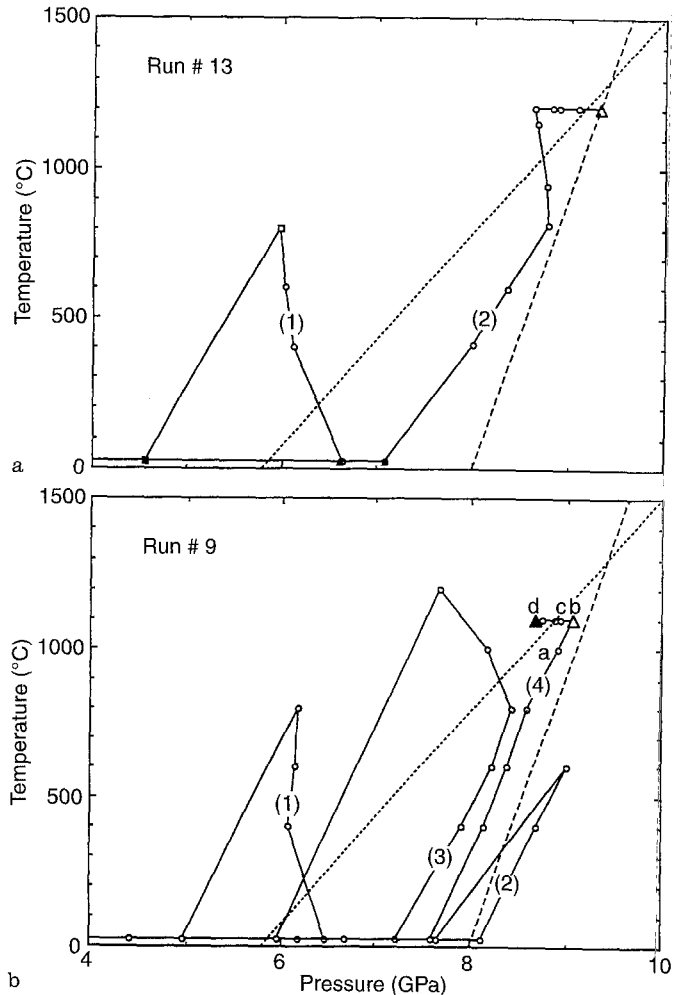 1500
Run # 13
Temperature (°C)
1000
(1)
(2)
500
0
a
1500
Run # 9
d
cb
1000
a
(4)
Temperature (°C)
500
(1)
(3)
(2)
0
b
4
6
8
10
Pressure (GPa)